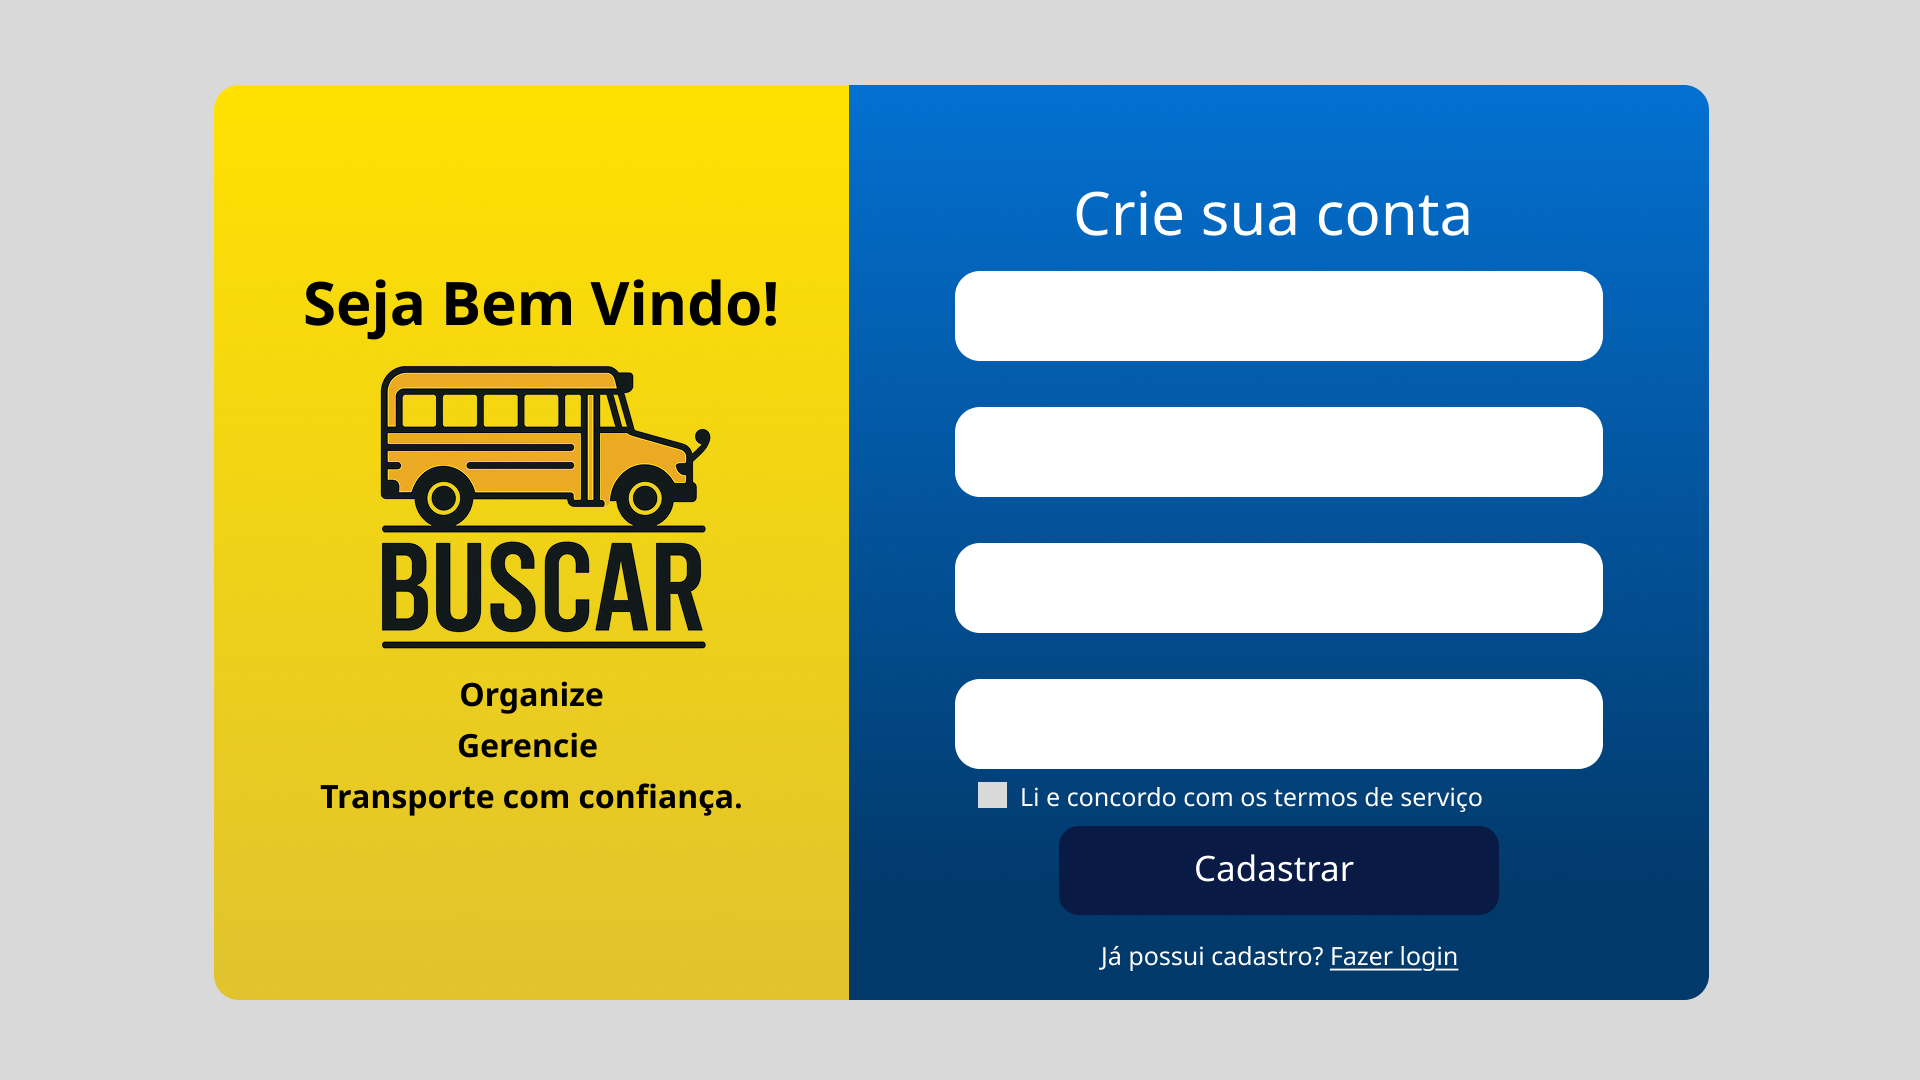 Seja Bem Vindo!
BUSCAR
Organize
Gerencie
Transporte com confiança.
Crie sua conta
Li e concordo com os termos de serviço
Cadastrar
Já possui cadastro? Fazer login